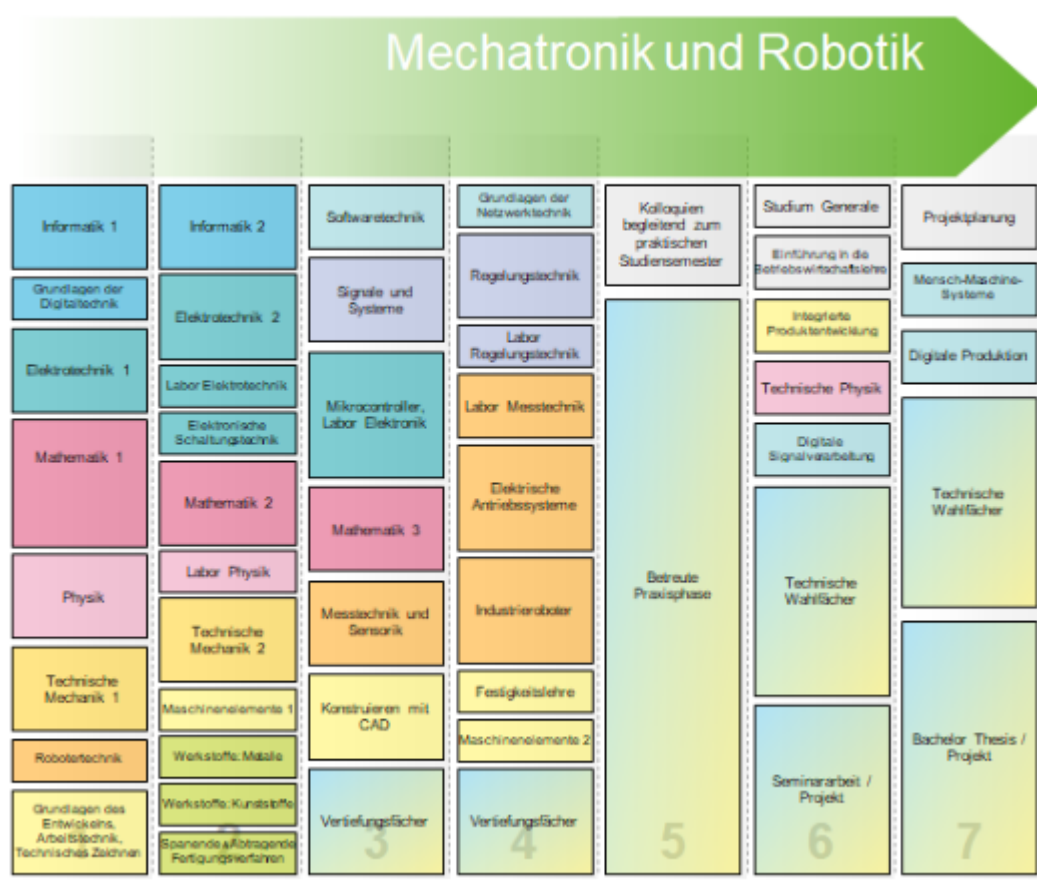 Mechatronik und Robotik
Informatik 1
Grundlagen der
Digitaltechnik
Elektrotechnik 1
Mathematik 1
Physik
Technische
Mechanik 1
Robotertechnik
Grundlagen des
Entwickelns,
Arbeitstechnik,
Technisches Zeichnen
Informatik 2
Elektrotechnik 2
Labor Elektrotechnik
Elektronische
Schaltungstechnik
Mathematik 2
Labor Physik
Technische
Mechanik 2
Maschinenelemente 1
Werkstoffe: Metalle
Werkstoffe: Kunststoffe
Spanende+Abtragende
Fertigungsverfahren
2
Softwaretechnik
Signale und
Systeme
Mikrocontroller,
Labor Elektronik
Mathematik 3
Messtechnik und
Sensorik
Konstruieren mit
CAD
Vertiefungsfächer
3
Grundlagen der
Netzwerktechnik
Regelungstechnik
Labor
Regelungstechnik
Labor Messtechnik
Elektrische
Antriebssysteme
Industrieroboter
Festigkeitslehre
Maschinenelemente 2
Vertiefungsfächer
4
Kolloquien
begleitend zum
praktischen
Studiensemester
Betreute
Praxisphase
5
Studium Generale
Einführung in die
Betriebswirtschaftslehre
Integrierte
Produktentwicklung
Technische Physik
Digitale
Signalverarbeitung
Technische
Wahlfächer
Seminararbeit /
Projekt
6
Projektplanung
Mensch-Maschine-
Systeme
Digitale Produktion
Technische
Wahlfächer
Bachelor Thesis /
Projekt
7